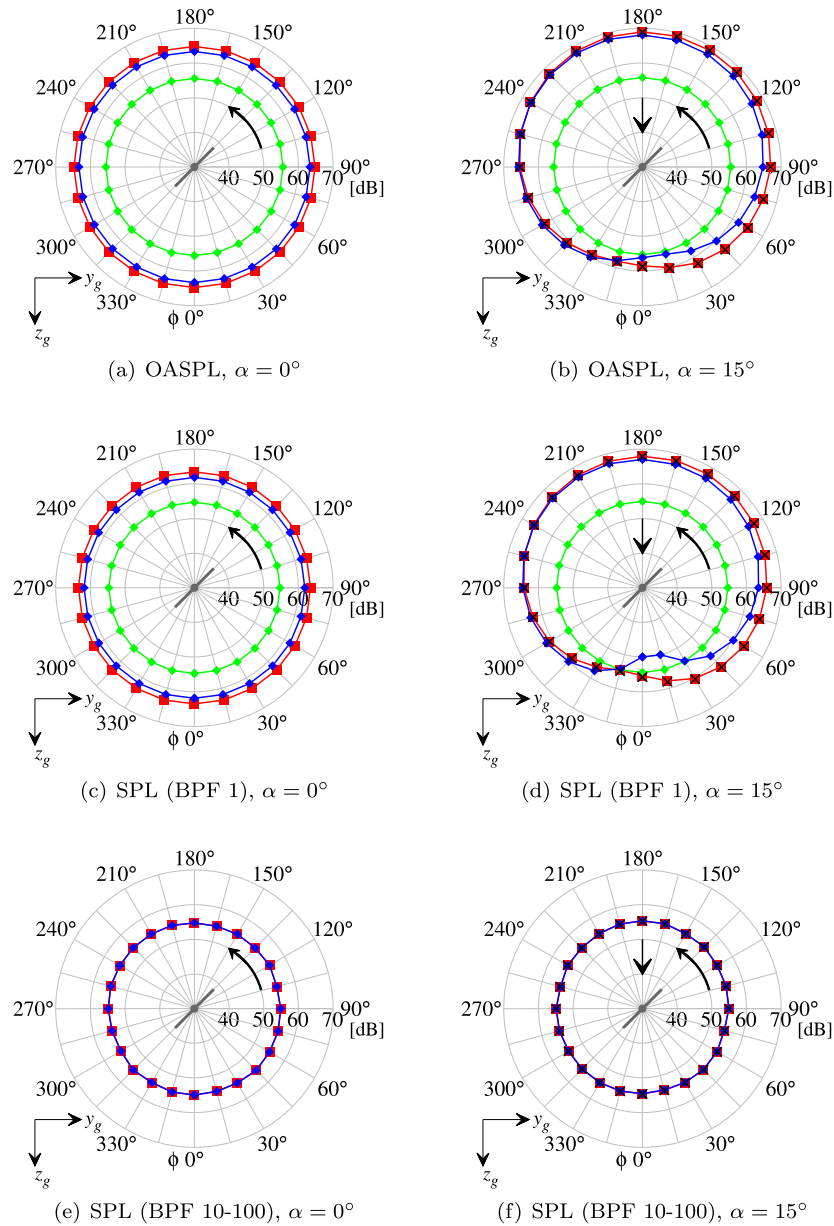 180°
210° 150°
240° 120°
270° 90°
40 50 60 70
[dB]
300° 60°
330° 30°
ϕ 0°
y_g
z_g
(a) OASPL, α = 0°
180°
210° 150°
240° 120°
270° 90°
40 50 60 70
[dB]
300° 60°
330° 30°
ϕ 0°
y_g
z_g
(b) OASPL, α = 15°
180°
210° 150°
240° 120°
270° 90°
40 50 60 70
[dB]
300° 60°
330° 30°
ϕ 0°
y_g
z_g
(c) SPL (BPF 1), α = 0°
180°
210° 150°
240° 120°
270° 90°
40 50 60 70
[dB]
300° 60°
330° 30°
ϕ 0°
y_g
z_g
(d) SPL (BPF 1), α = 15°
180°
210° 150°
240° 120°
270° 90°
40 50 60 70
[dB]
300° 60°
330° 30°
ϕ 0°
y_g
z_g
(e) SPL (BPF 10-100), α = 0°
180°
210° 150°
240° 120°
270° 90°
40 50 60 70
[dB]
300° 60°
330° 30°
ϕ 0°
y_g
z_g
(f) SPL (BPF 10-100), α = 15°